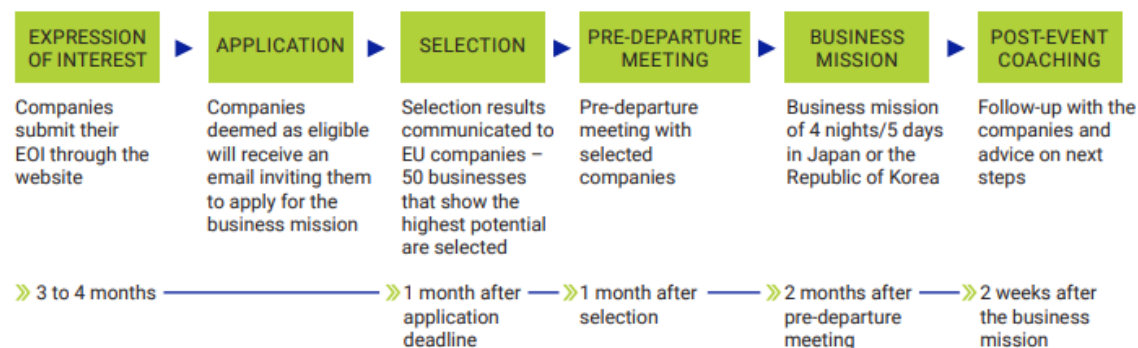 EXPRESSION
OF INTEREST
APPLICATION
SELECTION
PRE-DEPARTURE
MEETING
BUSINESS
MISSION
POST-EVENT
COACHING
Companies
submit their
EOI through the
website
Companies
deemed as eligible
will receive an
email inviting them
to apply for the
business mission
Selection results
communicated to
EU companies –
50 businesses
that show the
highest potential
are selected
Pre-departure
meeting with
selected
companies
Business mission
of 4 nights/5 days
in Japan or the
Republic of Korea
Follow-up with the
companies and
advice on next
steps
3 to 4 months
1 month after
application
deadline
1 month after
selection
2 months after
pre-departure
meeting
2 weeks after
the business
mission